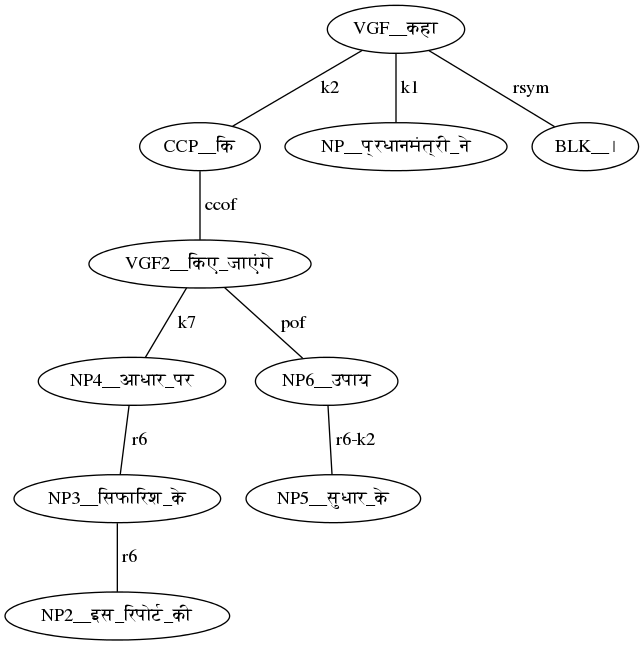 VGF__कहा
k2
k1
rsym
CCP__कि
NP__प्रधानमंत्री_ने
BLK__।
ccof
VGF2__किए_जाएंगे
k7
pof
NP4__आधार_पर
NP6__उपाय
r6
r6-k2
NP3__सिफारिश_के
NP5__सुधार_के
r6
NP2__इस_रिपोर्ट_की